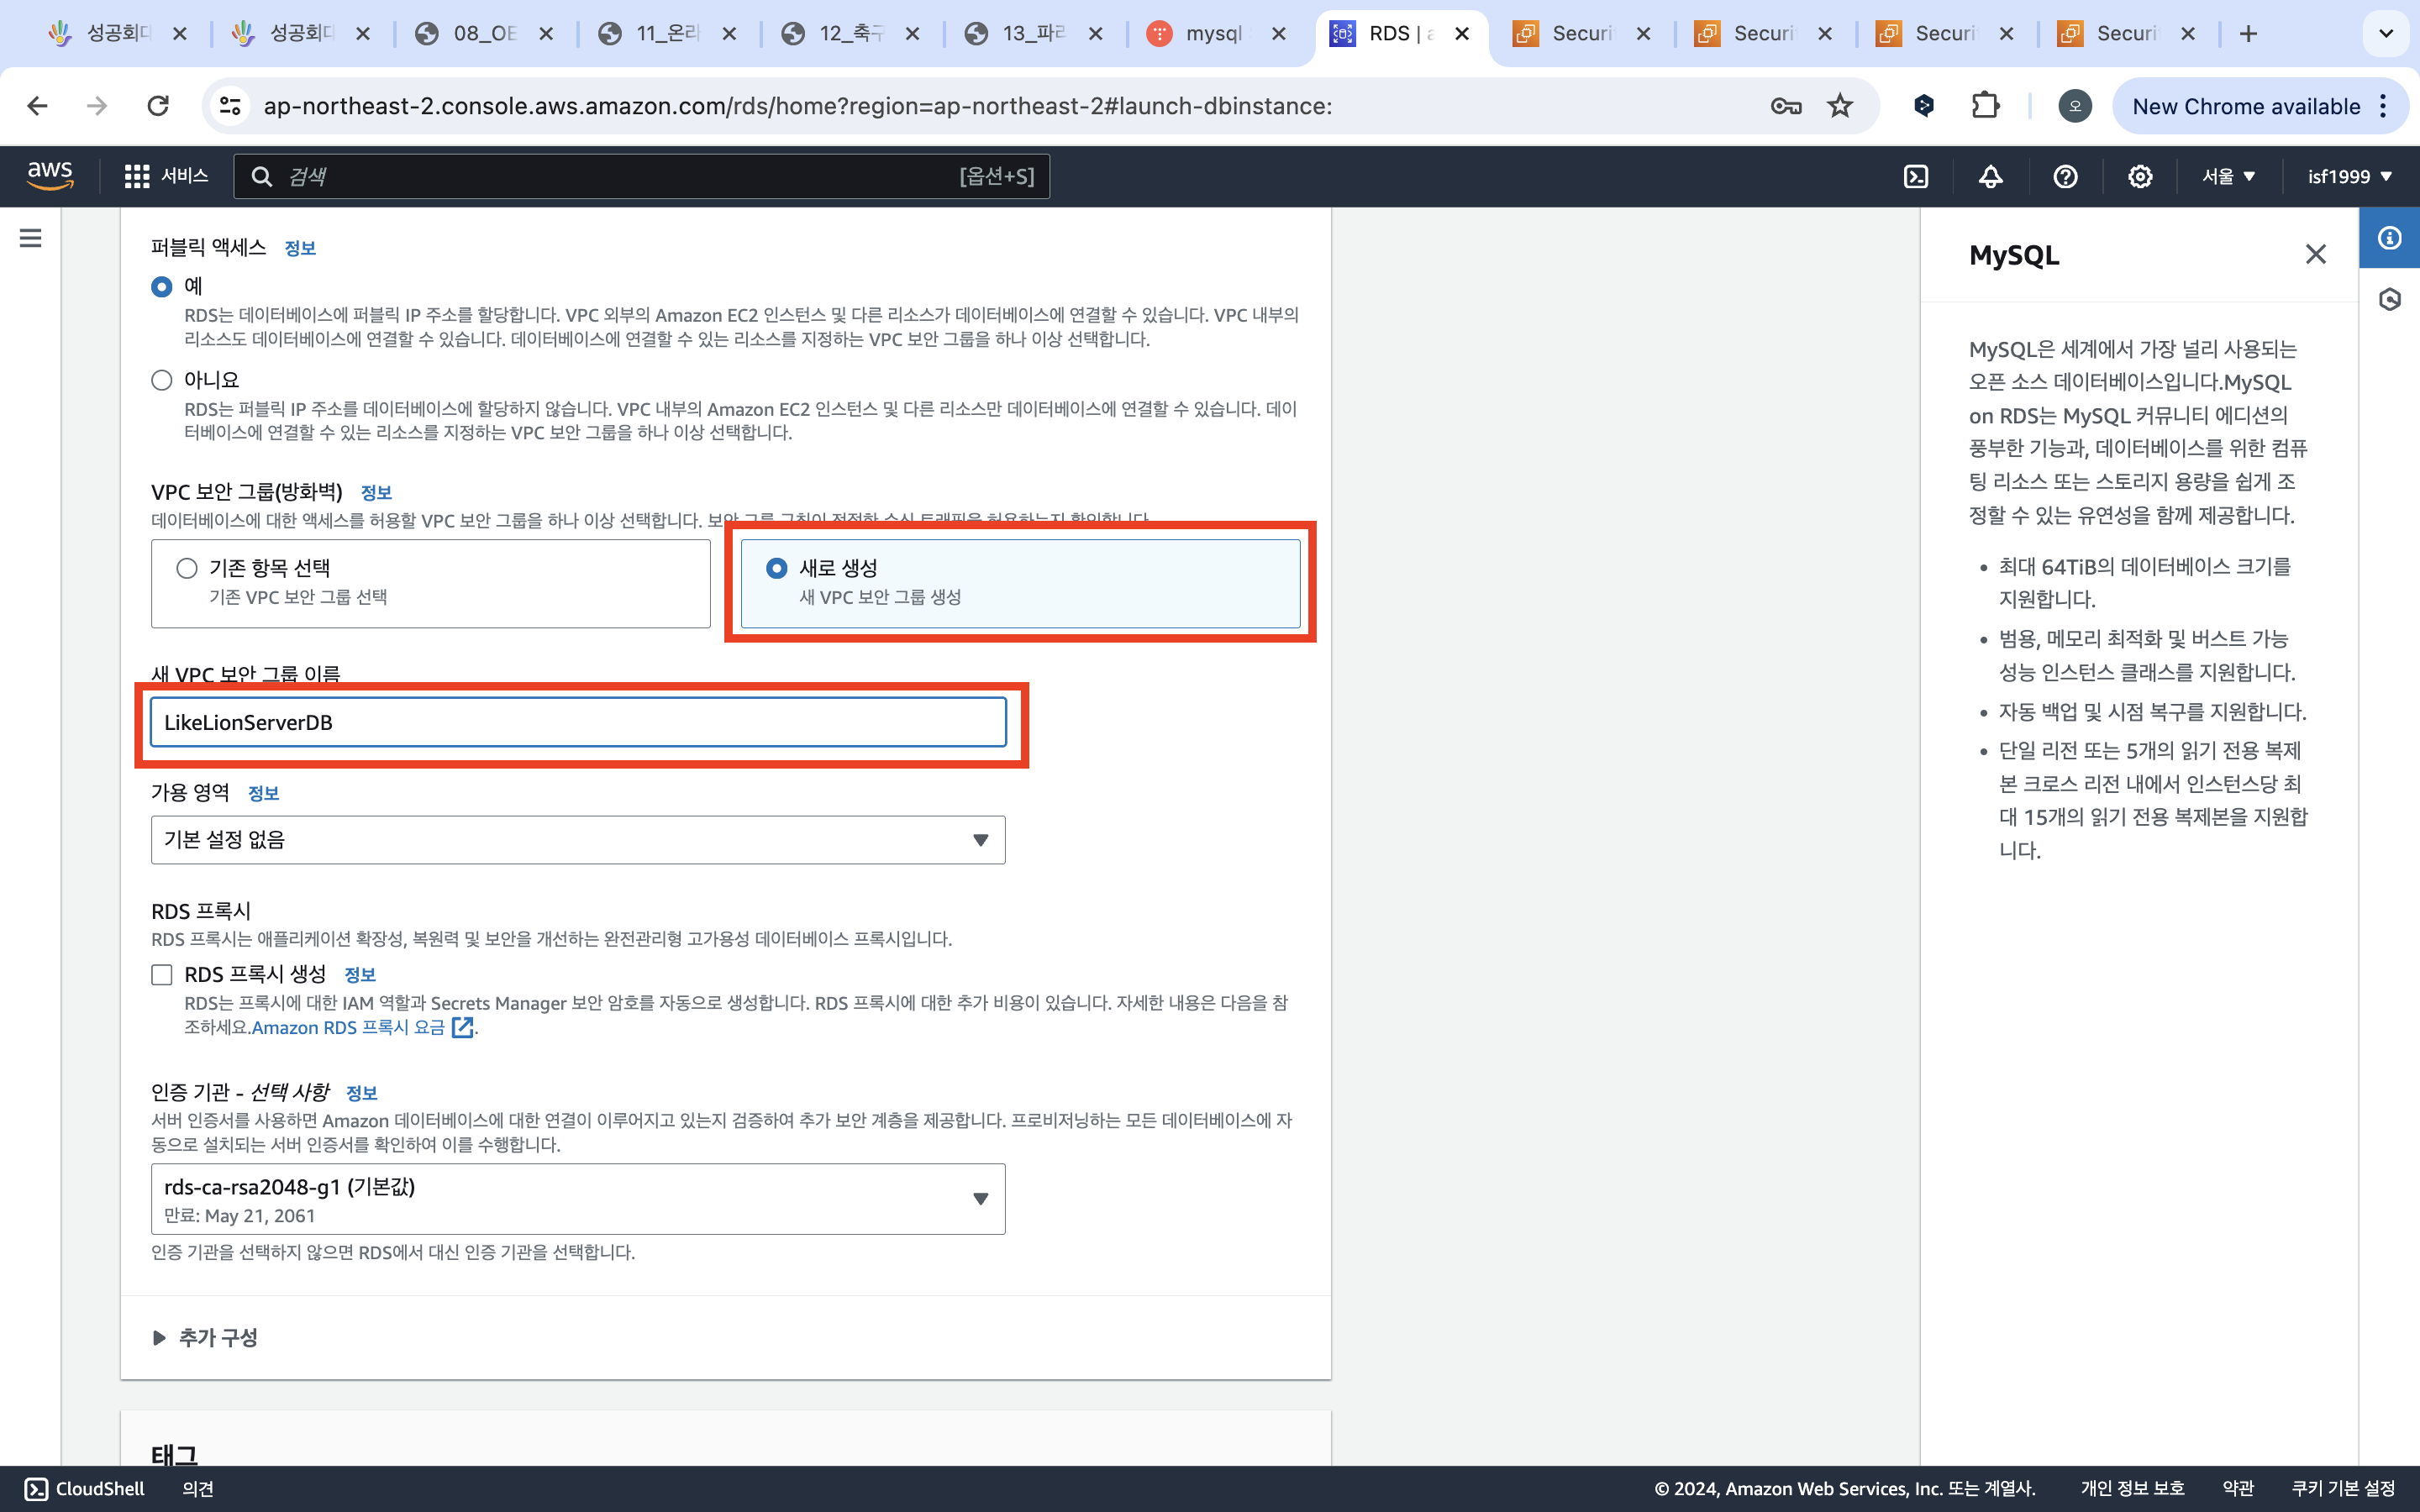 성공회대
성공회대
08_OE
11_온라
12_축구
13_파라
mysql
RDS | a
Securi
Securi
Securi
Securi
ap-northeast-2.console.aws.amazon.com/rds/home?region=ap-northeast-2#launch-dbinstance:
오
New Chrome available
aws
서비스
검색
[옵션+S]
서울
isf1999
퍼블릭 액세스 정보
예
RDS는 데이터베이스에 퍼블릭 IP 주소를 할당합니다. VPC 외부의 Amazon EC2 인스턴스 및 다른 리소스가 데이터베이스에 연결할 수 있습니다. VPC 내부의
리소스도 데이터베이스에 연결할 수 있습니다. 데이터베이스에 연결할 수 있는 리소스를 지정하는 VPC 보안 그룹을 하나 이상 선택합니다.
아니요
RDS는 퍼블릭 IP 주소를 데이터베이스에 할당하지 않습니다. VPC 내부의 Amazon EC2 인스턴스 및 다른 리소스만 데이터베이스에 연결할 수 있습니다. 데이
터베이스에 연결할 수 있는 리소스를 지정하는 VPC 보안 그룹을 하나 이상 선택합니다.
VPC 보안 그룹(방화벽) 정보
데이터베이스에 대한 액세스를 허용할 VPC 보안 그룹을 하나 이상 선택합니다. 보안 그룹 규칙이 적절한 수신 트래픽을 허용하는지 확인합니다.
기존 항목 선택
기존 VPC 보안 그룹 선택
새로 생성
새 VPC 보안 그룹 생성
새 VPC 보안 그룹 이름
LikeLionServerDB
가용 영역 정보
기본 설정 없음
RDS 프록시
RDS 프록시는 애플리케이션 확장성, 복원력 및 보안을 개선하는 완전관리형 고가용성 데이터베이스 프록시입니다.
RDS 프록시 생성 정보
RDS는 프록시에 대한 IAM 역할과 Secrets Manager 보안 암호를 자동으로 생성합니다. RDS 프록시에 대한 추가 비용이 있습니다. 자세한 내용은 다음을 참
조하세요.Amazon RDS 프록시 요금.
인증 기관 - 선택 사항 정보
서버 인증서를 사용하면 Amazon 데이터베이스에 대한 연결이 이루어지고 있는지 검증하여 추가 보안 계층을 제공합니다. 프로비저닝하는 모든 데이터베이스에 자
동으로 설치되는 서버 인증서를 확인하여 이를 수행합니다.
rds-ca-rsa2048-g1 (기본값)
만료: May 21, 2061
인증 기관을 선택하지 않으면 RDS에서 대신 인증 기관을 선택합니다.
추가 구성
태그
MySQL
MySQL은 세계에서 가장 널리 사용되는
오픈 소스 데이터베이스입니다.MySQL
on RDS는 MySQL 커뮤니티 에디션의
풍부한 기능과, 데이터베이스를 위한 컴퓨
팅 리소스 또는 스토리지 용량을 쉽게 조
정할 수 있는 유연성을 함께 제공합니다.
• 최대 64TiB의 데이터베이스 크기를
지원합니다.
• 범용, 메모리 최적화 및 버스트 가능
성능 인스턴스 클래스를 지원합니다.
• 자동 백업 및 시점 복구를 지원합니다.
• 단일 리전 또는 5개의 읽기 전용 복제
본 크로스 리전 내에서 인스턴스당 최
대 15개의 읽기 전용 복제본을 지원합
니다.
CloudShell
의견
© 2024, Amazon Web Services, Inc. 또는 계열사.
개인 정보 보호
약관
쿠키 기본 설정